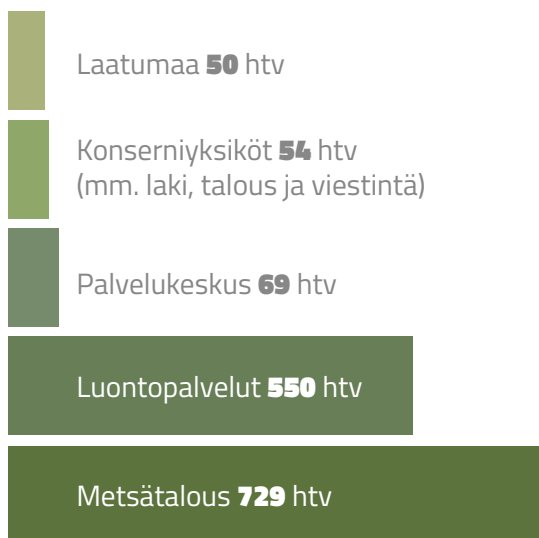 Laatumaa 50 htv
Konserniyksiköt 54 htv
(mm. laki, talous ja viestintä)
Palvelukeskus 69 htv
Luontopalvelut 550 htv
Metsätalous 729 htv